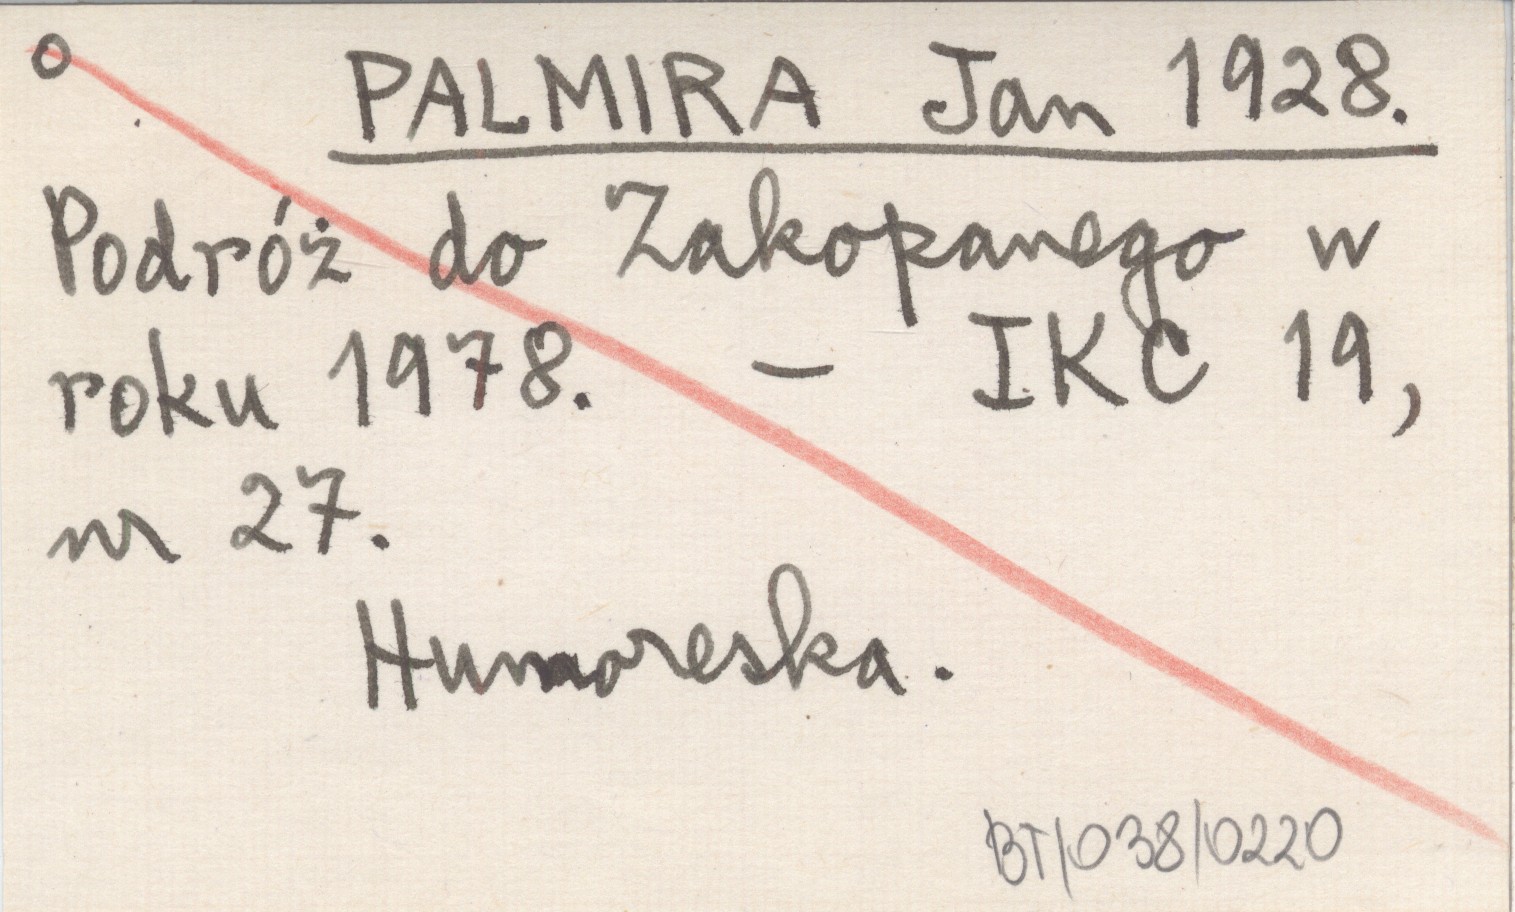 o PALMIRA Jan 1928.
Podróż do Zakopanego w
roku 1978. – IKC 19,
nr 27.
Humoreska.
BT/038/0220